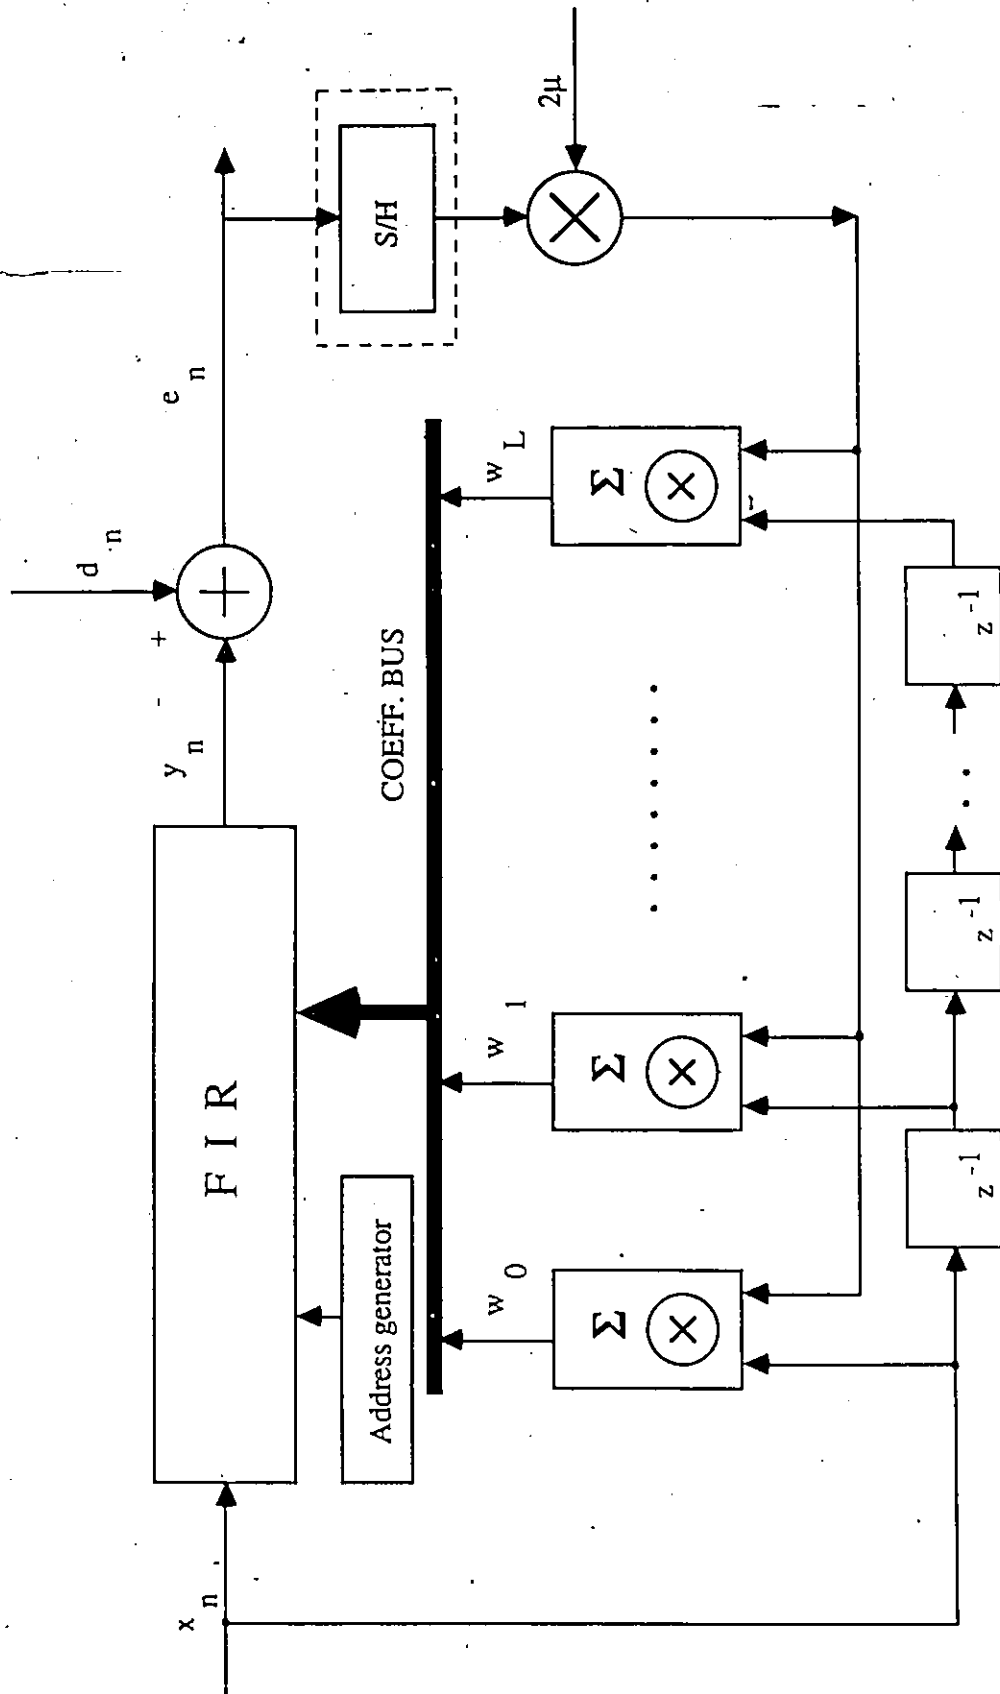 x n
F I R
y n
- +
d n
e n
Address generator
COEFF. BUS
S/H
2μ
w 0
w 1
w L
Σ
Σ
Σ
z -1
z -1
z -1